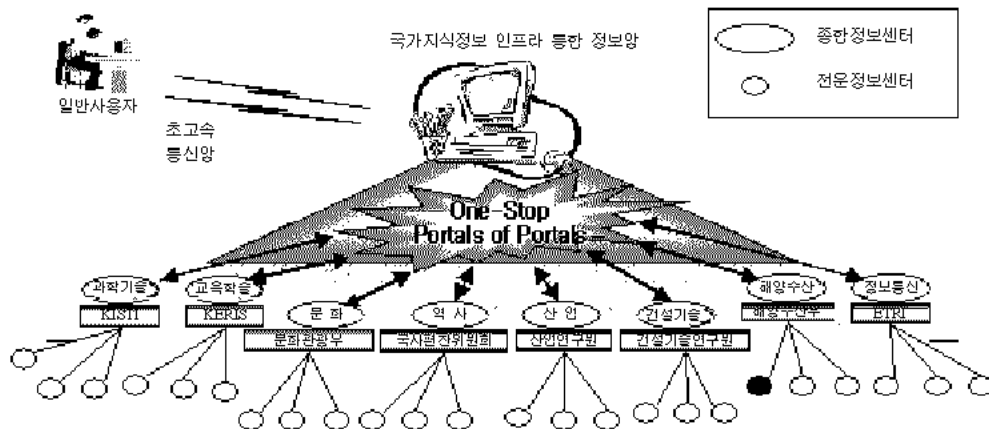 국가지식정보 인프라 통합 정보망
종합정보센터
전문정보센터
일반사용자
초고속
통신망
One-Stop
Portals of Portals
과학기술
교육학술
해양수산
정보통신
KISTI
KERIS
문 화
역 사
산 업
건설기술
해양수산부
ETRI
문화관광부
국사편찬위원회
산업연구원
건설기술연구원